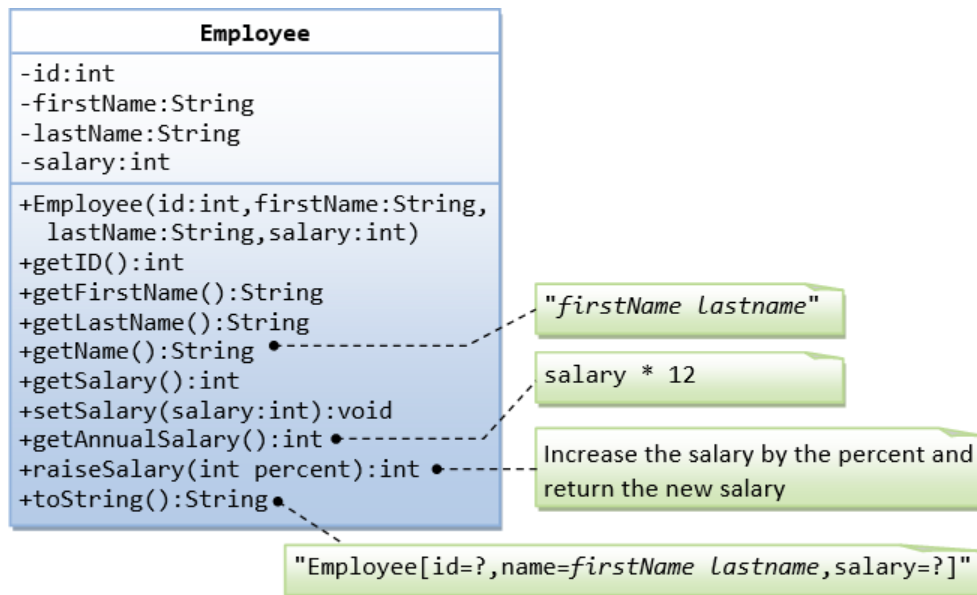 Employee
-id:int
-firstName:String
-lastName:String
-salary:int
+Employee(id:int,firstName:String,
lastName:String,salary:int)
+getID():int
+getFirstName():String
+getLastName():String
+getName():String
+getSalary():int
+setSalary(salary:int):void
+getAnnualSalary():int
+raiseSalary(int percent):int
+toString():String
"firstName lastname"
salary * 12
Increase the salary by the percent and
return the new salary
"Employee[id=?,name=firstName lastname,salary=?]"